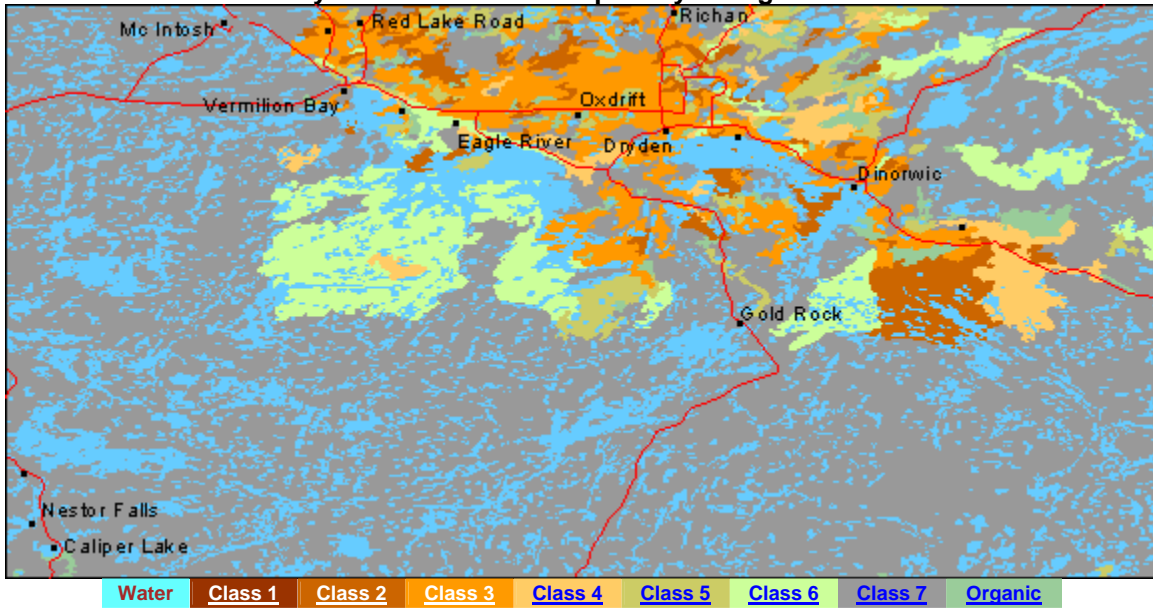 Mc Intosh
Red Lake Road
Richan
Vermilion Bay
Oxdrift
Eagle River
Dryden
Dinorwic
Gold Rock
Nestor Falls
Caliper Lake
Water Class 1 Class 2 Class 3 Class 4 Class 5 Class 6 Class 7 Organic